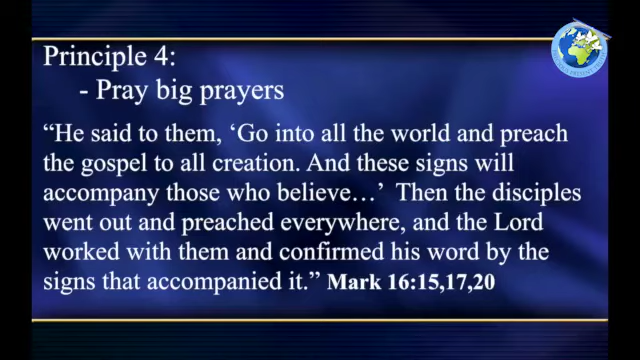 Principle 4:
- Pray big prayers
“He said to them, ‘Go into all the world and preach
the gospel to all creation. And these signs will
accompany those who believe…’ Then the disciples
went out and preached everywhere, and the Lord
worked with them and confirmed his word by the
signs that accompanied it.” Mark 16:15,17,20